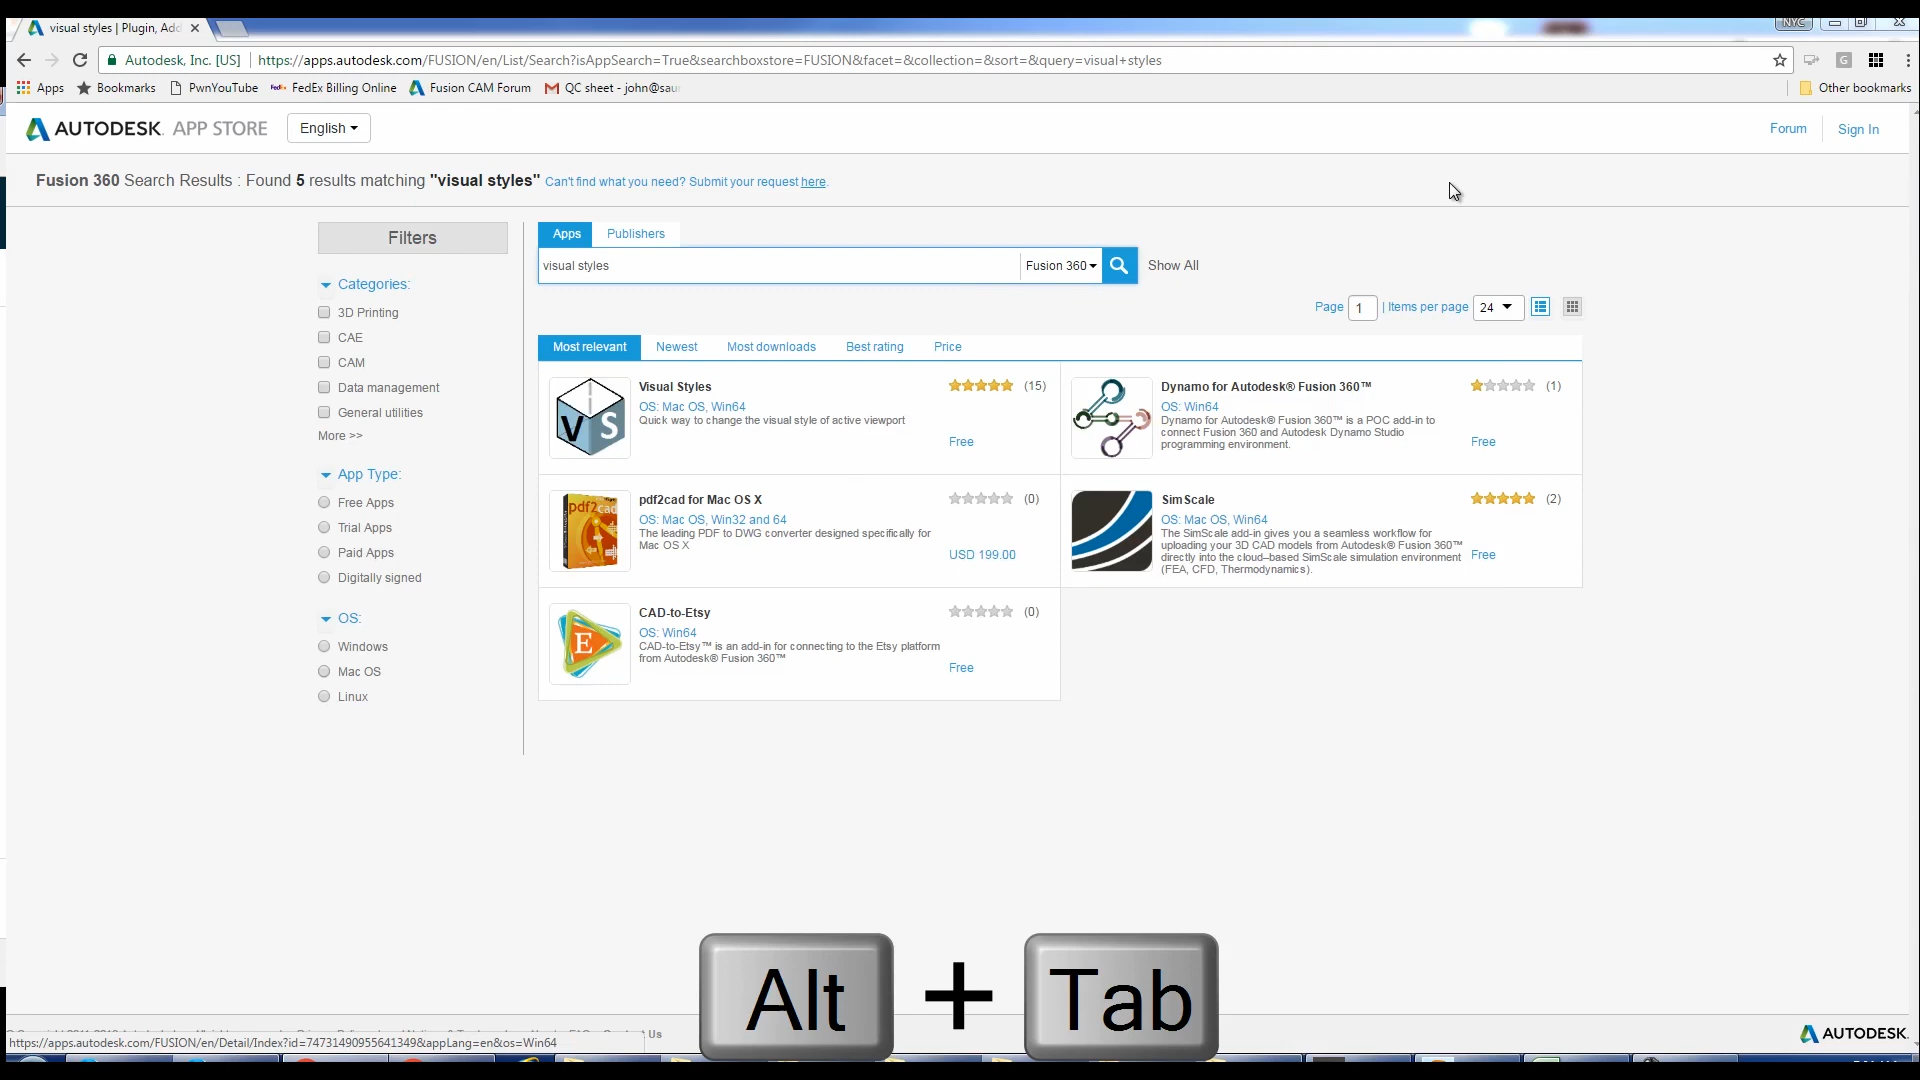 visual styles | Plugin, Add
NYC
Autodesk, Inc. [US] https://apps.autodesk.com/FUSION/en/List/Search?isAppSearch=True&searchboxstore=FUSION&facet=&collection=&sort=&query=visual+styles
Apps Bookmarks PwnYouTube FedEx FedEx Billing Online Fusion CAM Forum QC sheet - john@sau Other bookmarks
AUTODESK. APP STORE English Forum Sign In
Fusion 360 Search Results : Found 5 results matching "visual styles" Can't find what you need? Submit your request here.
Filters
Categories:
3D Printing
CAE
CAM
Data management
General utilities
More >>
App Type:
Free Apps
Trial Apps
Paid Apps
Digitally signed
OS:
Windows
Mac OS
Linux
Apps Publishers
visual styles Fusion 360 Show All
Page 1 | Items per page 24
Most relevant Newest Most downloads Best rating Price
VS
Visual Styles (15)
OS: Mac OS, Win64
Quick way to change the visual style of active viewport
Free
Dynamo for Autodesk® Fusion 360™ (1)
OS: Win64
Dynamo for Autodesk® Fusion 360™ is a POC add-in to
connect Fusion 360 and Autodesk Dynamo Studio
programming environment.
Free
pdf2cad
pdf2cad for Mac OS X (0)
OS: Mac OS, Win32 and 64
The leading PDF to DWG converter designed specifically for
Mac OS X
USD 199.00
SimScale (2)
OS: Mac OS, Win64
The SimScale add-in gives you a seamless workflow for
uploading your 3D CAD models from Autodesk® Fusion 360™
directly into the cloud–based SimScale simulation environment
(FEA, CFD, Thermodynamics).
Free
E
CAD-to-Etsy (0)
OS: Win64
CAD-to-Etsy™ is an add-in for connecting to the Etsy platform
from Autodesk® Fusion 360™
Free
Alt + Tab
Us
https://apps.autodesk.com/FUSION/en/Detail/Index?id=7473149095564134​9&appLang=en&os=Win64
AUTODESK.